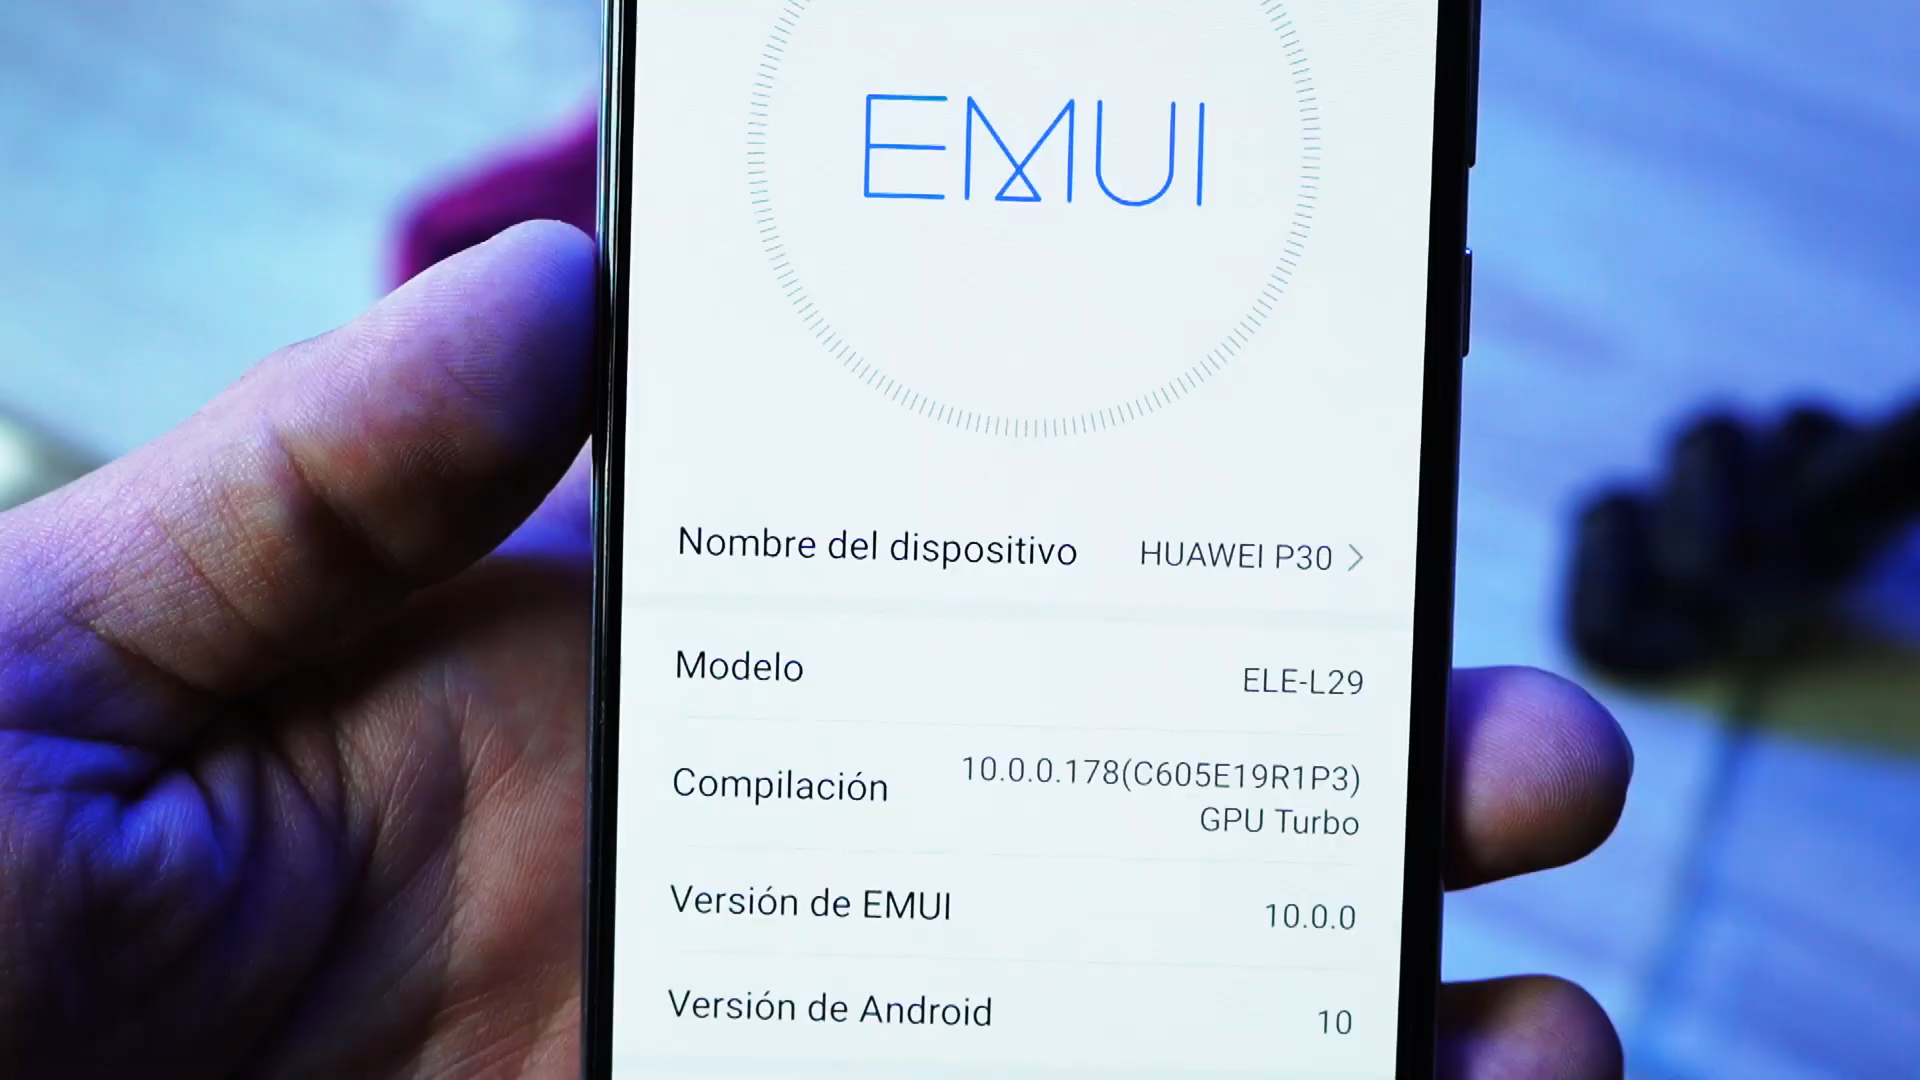 EMUI
Nombre del dispositivo HUAWEI P30
Modelo ELE-L29
Compilación 10.0.0.178(C605E19R1P3)
GPU Turbo
Versión de EMUI 10.0.0
Versión de Android 10